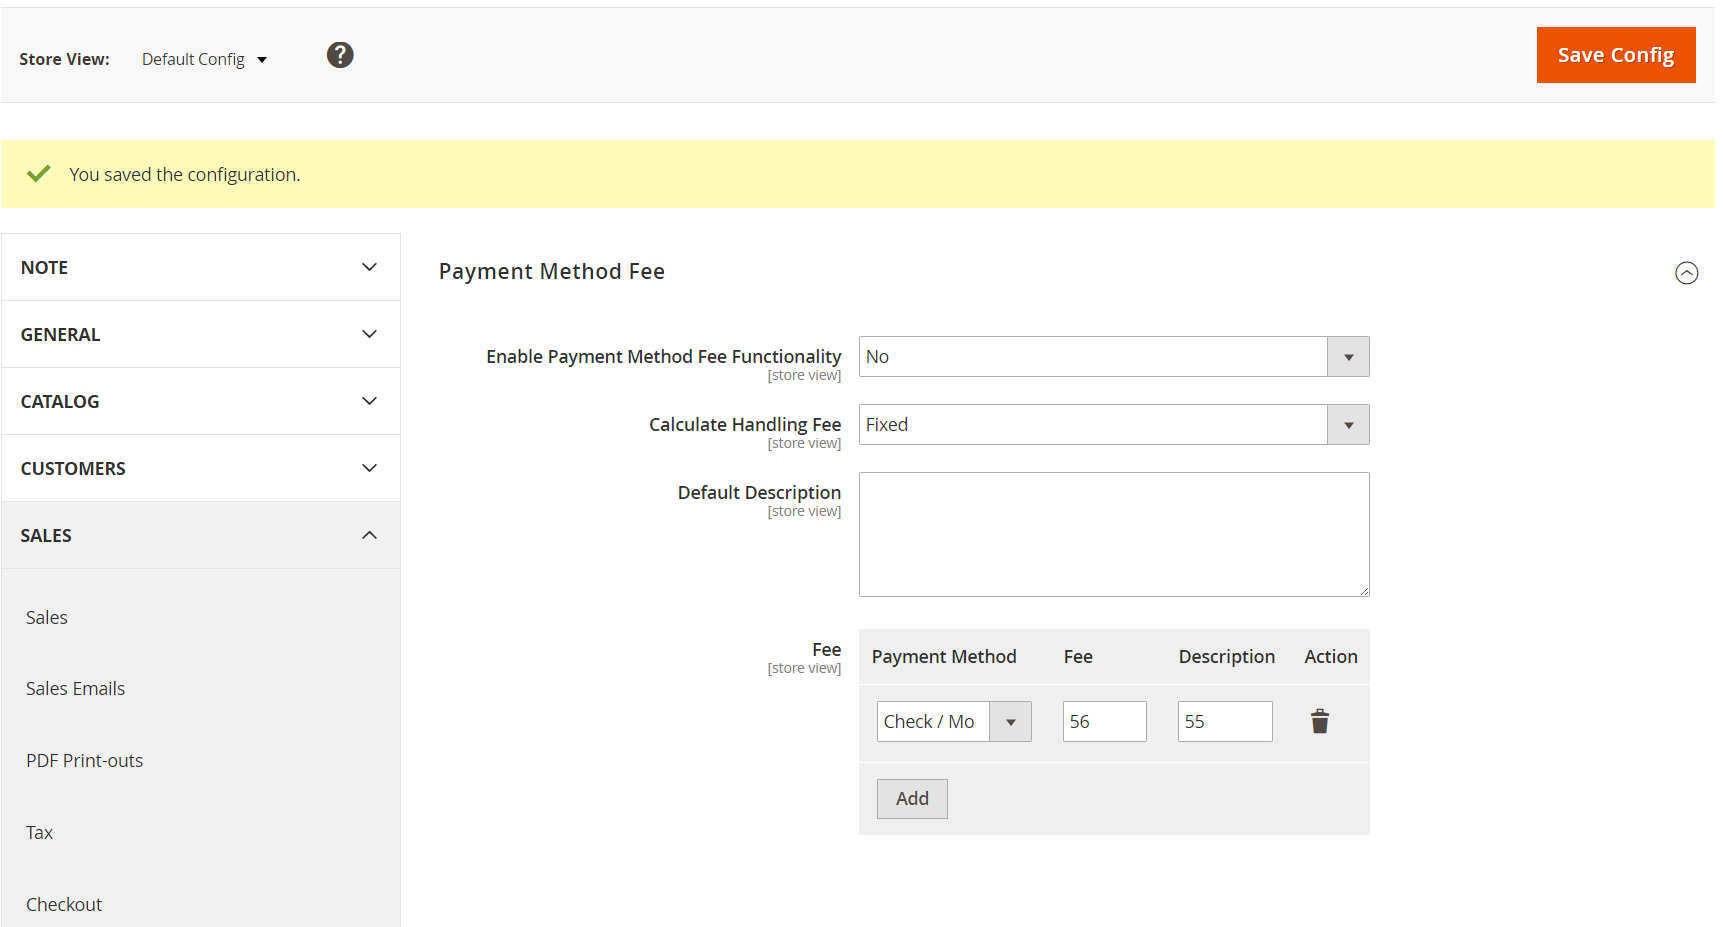 Store View: Default Config ?
Save Config
You saved the configuration.
NOTE
GENERAL
CATALOG
CUSTOMERS
SALES
Sales
Sales Emails
PDF Print-outs
Tax
Checkout
Payment Method Fee
Enable Payment Method Fee Functionality No
[store view]
Calculate Handling Fee Fixed
[store view]
Default Description
[store view]
Fee
[store view]
Payment Method Fee Description Action
Check / Mo 56 55
Add